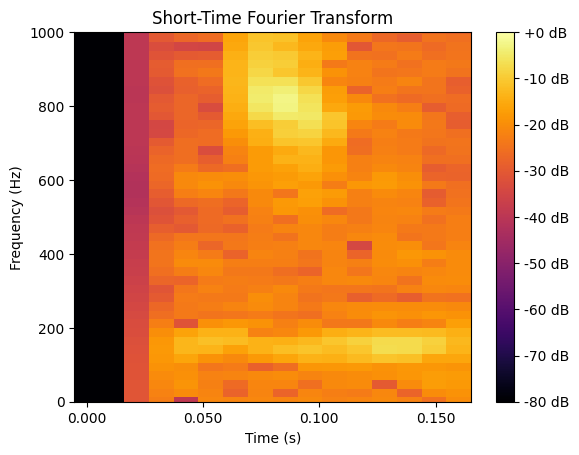 Short-Time Fourier Transform
Frequency (Hz)
1000
800
600
400
200
0
0.000
0.050
0.100
0.150
Time (s)
+0 dB
-10 dB
-20 dB
-30 dB
-40 dB
-50 dB
-60 dB
-70 dB
-80 dB